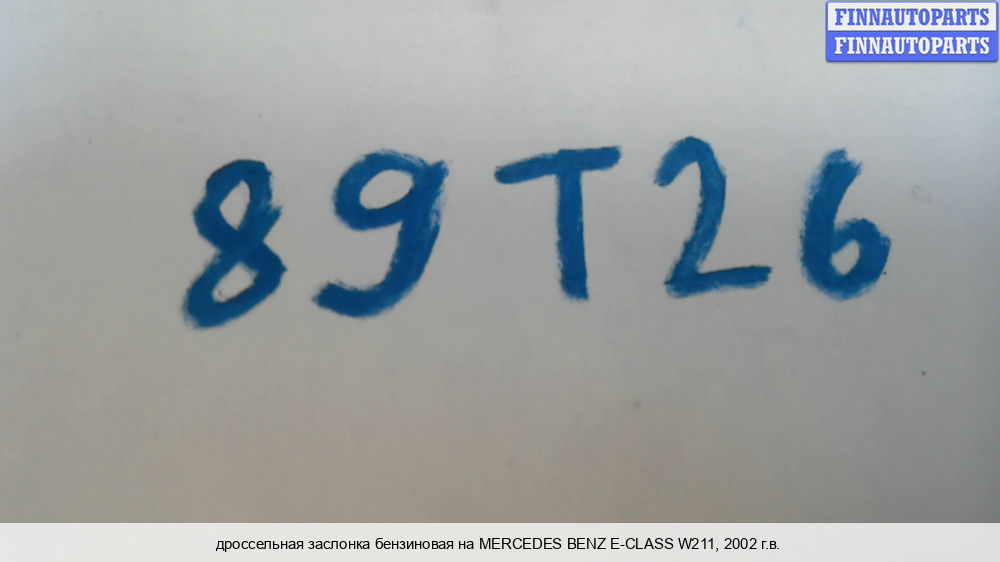 FINNAUTOPARTS
FINNAUTOPARTS
89T26
дроссельная заслонка бензиновая на MERCEDES BENZ E-CLASS W211, 2002 г.в.